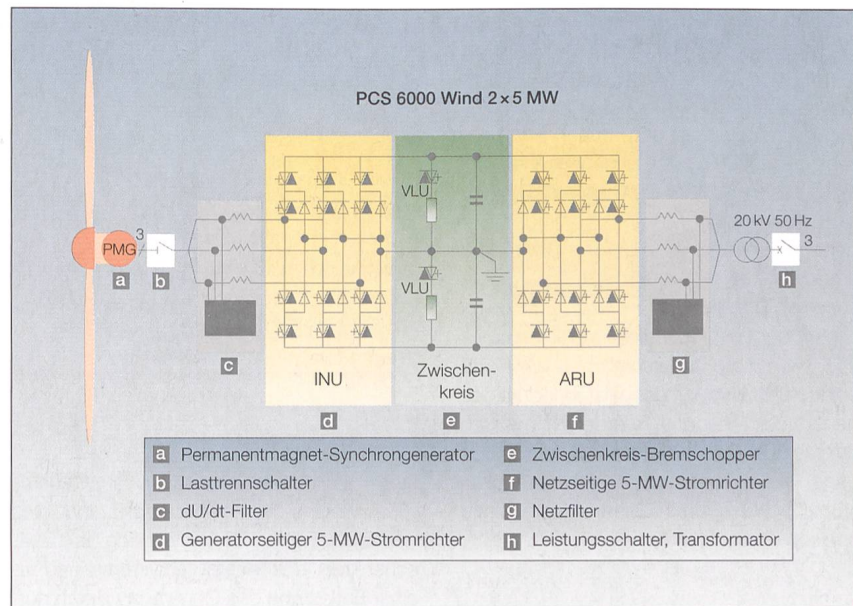 PCS 6000 Wind 2×5 MW
VLU
VLU
3
PMG
20 kV 50 Hz
3
a
b
c
INU
d
Zwischen-
kreis
e
ARU
f
g
h
a Permanentmagnet-Synchrongenerator
b Lasttrennschalter
c dU/dt-Filter
d Generatorseitiger 5-MW-Stromrichter
e Zwischenkreis-Bremschopper
f Netzseitige 5-MW-Stromrichter
g Netzfilter
h Leistungsschalter, Transformator